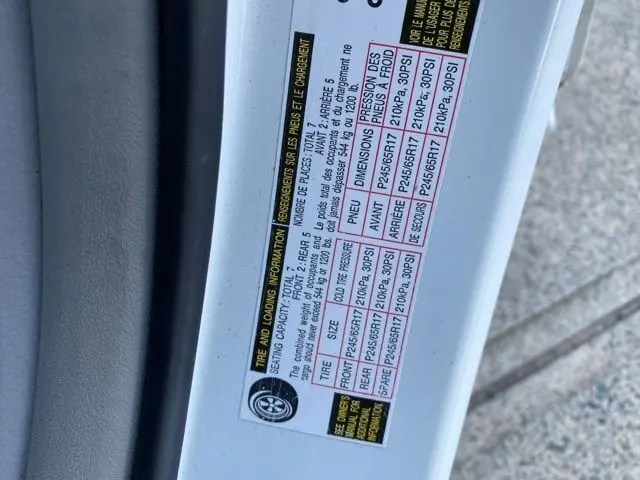 TIRE AND LOADING INFORMATION
SEATING CAPACITY: TOTAL 7
FRONT 2: REAR 5
The combined weight of occupants and
cargo should never exceed 544 kg or 1200 lbs.
TIRE SIZE COLD TIRE PRESSURE
FRONT P245/65R17 210kPa, 30PSI
REAR P245/65R17 210kPa, 30PSI
SPARE P245/65R17 210kPa, 30PSI
SEE OWNER'S
MANUAL FOR
ADDITIONAL
INFORMATION
RENSEIGNEMENTS SUR LES PNEUS ET LE CHARGEMENT
NOMBRE DE PLACES: TOTAL 7
AVANT 2: ARRIÈRE 5
Le poids total des occupants et du chargement ne
doit jamais dépasser 544 kg ou 1200 lb.
PNEU DIMENSIONS PRESSION DES
PNEUS À FROID
AVANT P245/65R17 210kPa, 30PSI
ARRIÈRE P245/65R17 210kPa, 30PSI
DE SECOURS P245/65R17 210kPa, 30PSI
VOIR LE MANUEL
DE L'USAGER
POUR PLUS DE
RENSEIGNEMENTS